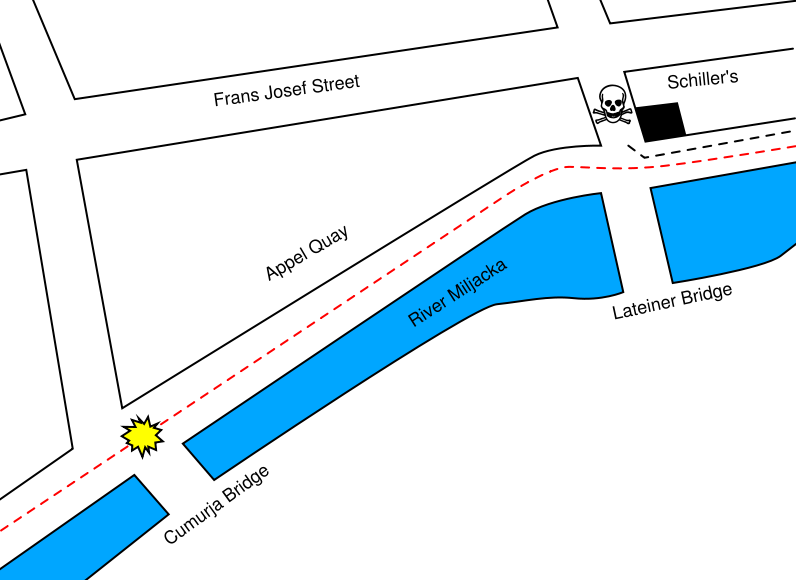 Schiller's
Frans Josef Street
Appel Quay
River Miljacka
Lateiner Bridge
Cumurja Bridge